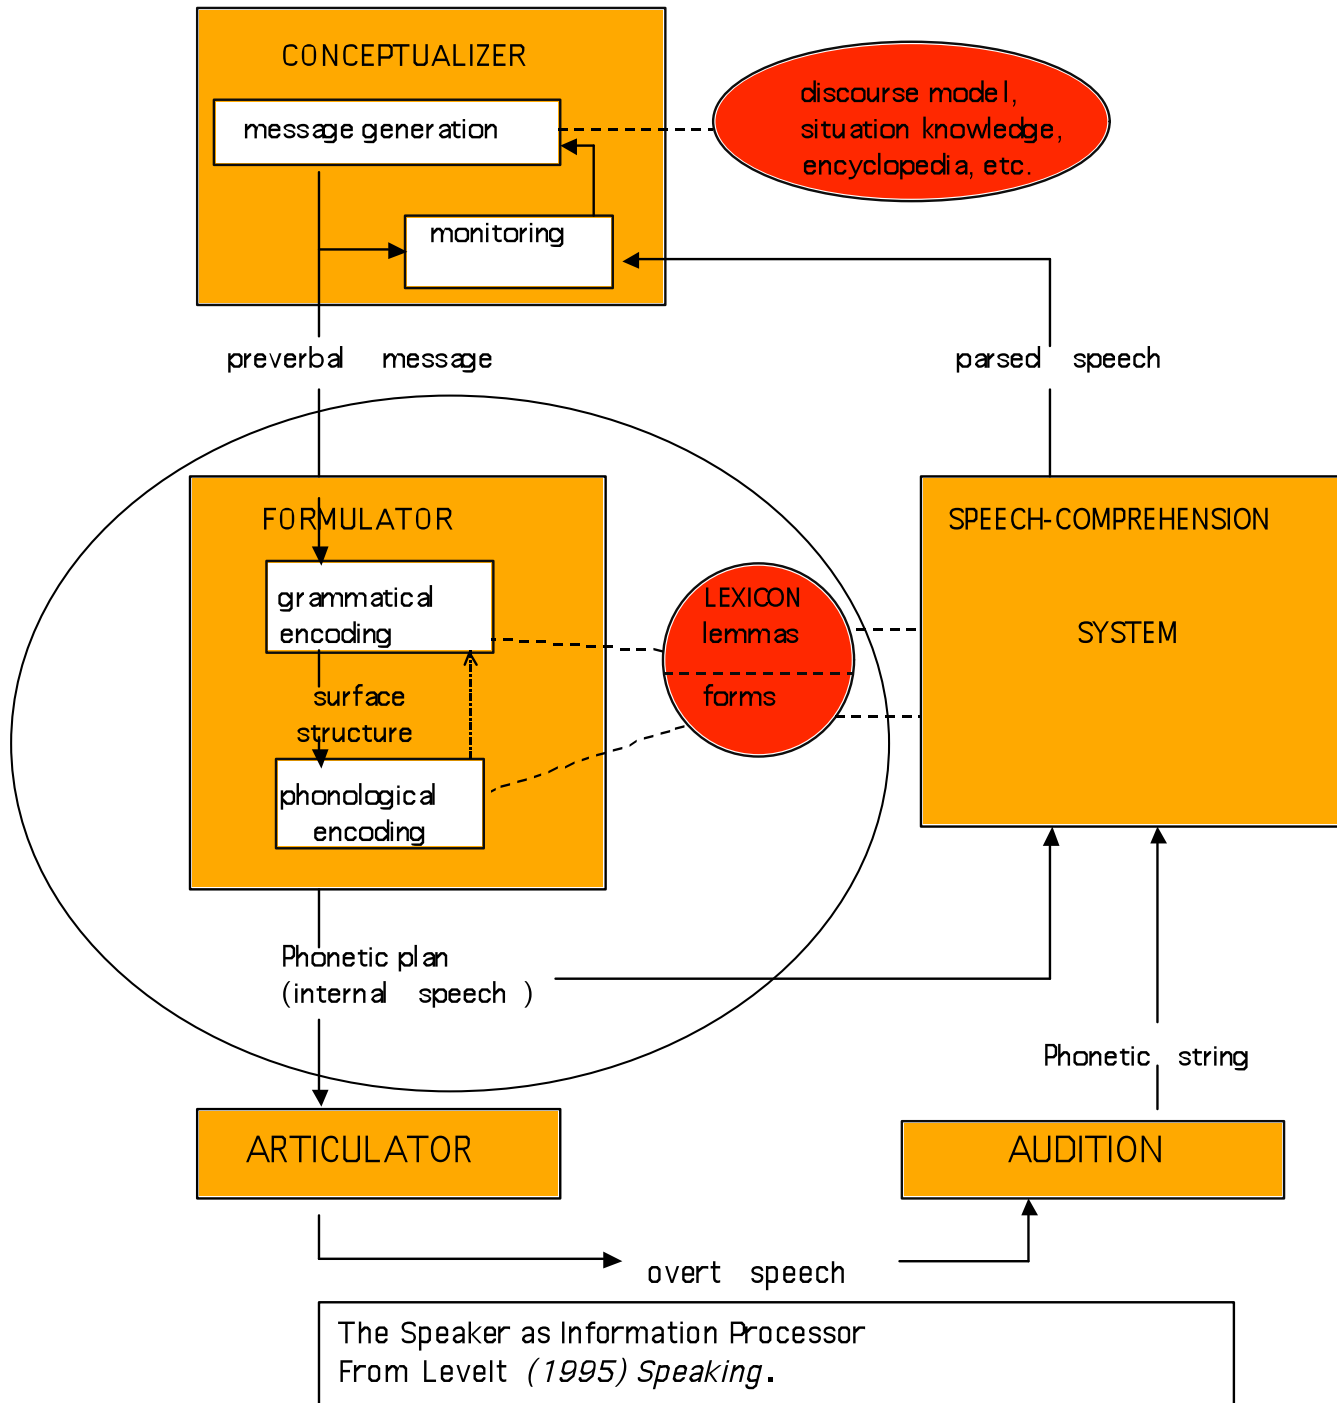 CONCEPTUALIZER
message generation
discourse model,
situation knowledge,
encyclopedia, etc.
monitoring
preverbal message
parsed speech
FORMULATOR
SPEECH-COMPREHENSION
grammatical
encoding
LEXICON
lemmas
SYSTEM
surface
structure
forms
phonological
encoding
Phonetic plan
(internal speech )
Phonetic string
ARTICULATOR
AUDITION
overt speech
The Speaker as Information Processor
From Levelt (1995) Speaking.